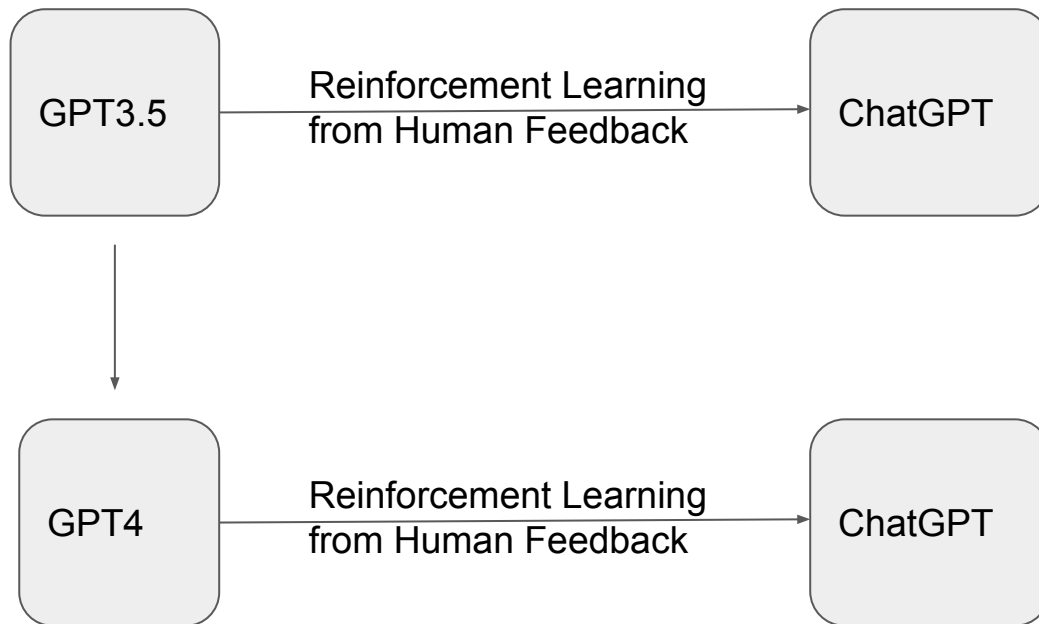 GPT3.5
Reinforcement Learning
from Human Feedback
ChatGPT
GPT4
Reinforcement Learning
from Human Feedback
ChatGPT